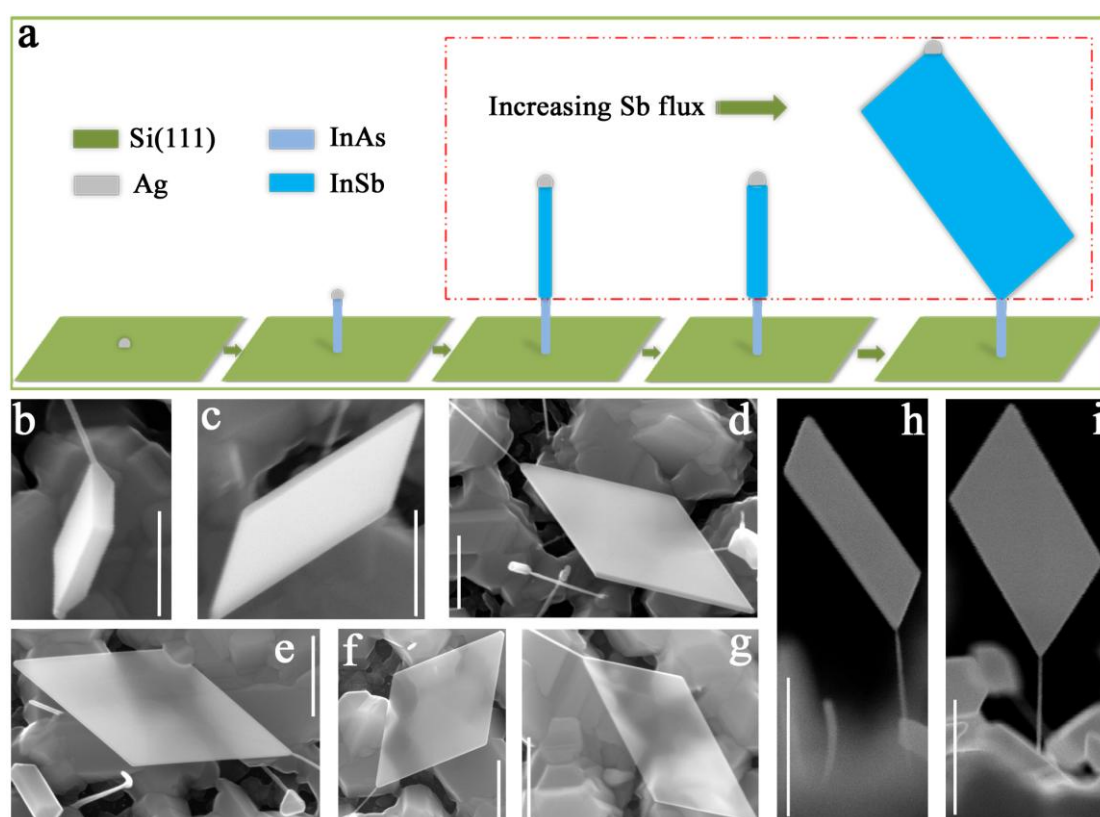 a
Increasing Sb flux
Si(111)
InAs
Ag
InSb
b
c
d
h
i
e
f
g